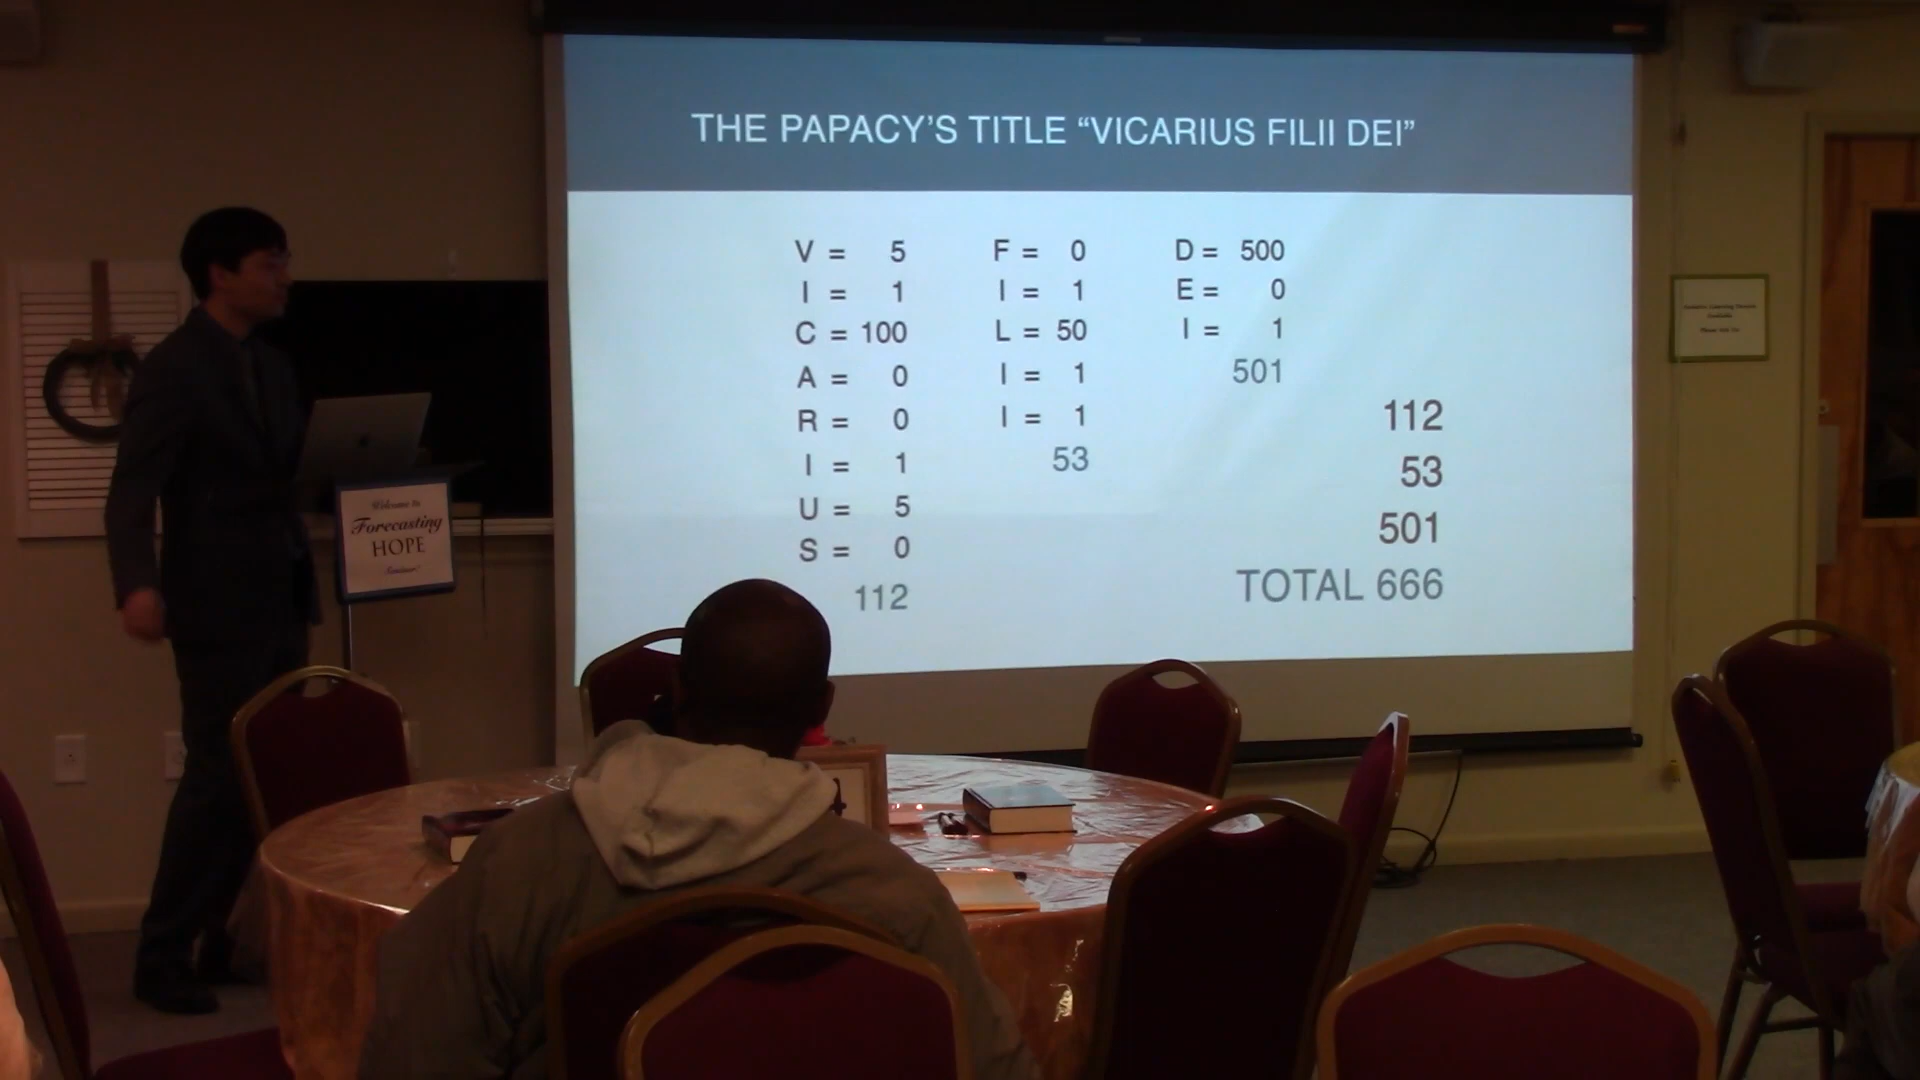 THE PAPACY'S TITLE “VICARIUS FILII DEI”
V = 5
I = 1
C = 100
A = 0
R = 0
I = 1
U = 5
S = 0
112
F = 0
I = 1
L = 50
I = 1
I = 1
53
D = 500
E = 0
I = 1
501
112
53
501
TOTAL 666
Welcome to
Forecasting
HOPE
Seminar!